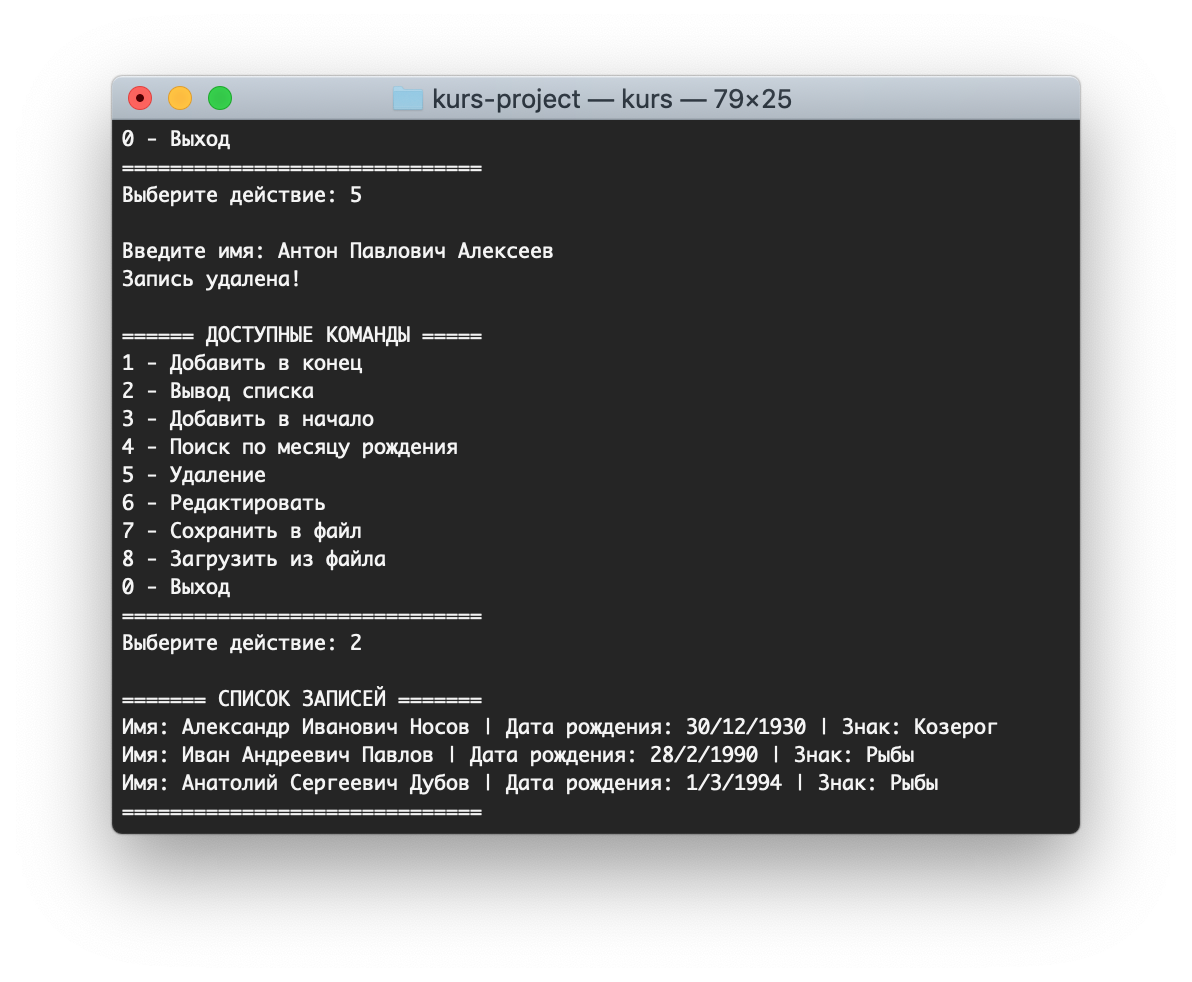 kurs-project — kurs — 79×25
0 - Выход
==============================
Выберите действие: 5
Введите имя: Антон Павлович Алексеев
Запись удалена!
====== ДОСТУПНЫЕ КОМАНДЫ =====
1 - Добавить в конец
2 - Вывод списка
3 - Добавить в начало
4 - Поиск по месяцу рождения
5 - Удаление
6 - Редактировать
7 - Сохранить в файл
8 - Загрузить из файла
0 - Выход
==============================
Выберите действие: 2
======= СПИСОК ЗАПИСЕЙ =======
Имя: Александр Иванович Носов | Дата рождения: 30/12/1930 | Знак: Козерог
Имя: Иван Андреевич Павлов | Дата рождения: 28/2/1990 | Знак: Рыбы
Имя: Анатолий Сергеевич Дубов | Дата рождения: 1/3/1994 | Знак: Рыбы
==============================